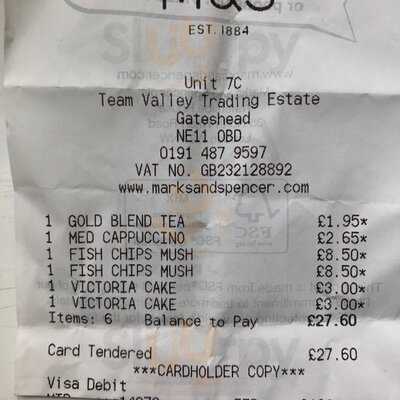 M&S
EST. 1884
Unit 7C
Team Valley Trading Estate
Gateshead
NE11 0BD
0191 487 9597
VAT NO. GB232128892
www.marksandspencer.com
1 GOLD BLEND TEA £1.95*
1 MED CAPPUCCINO £2.65*
1 FISH CHIPS MUSH £8.50*
1 FISH CHIPS MUSH £8.50*
1 VICTORIA CAKE £3.00*
1 VICTORIA CAKE £3.00*
Items: 6 Balance to Pay £27.60
Card Tendered £27.60
***CARDHOLDER COPY***
Visa Debit